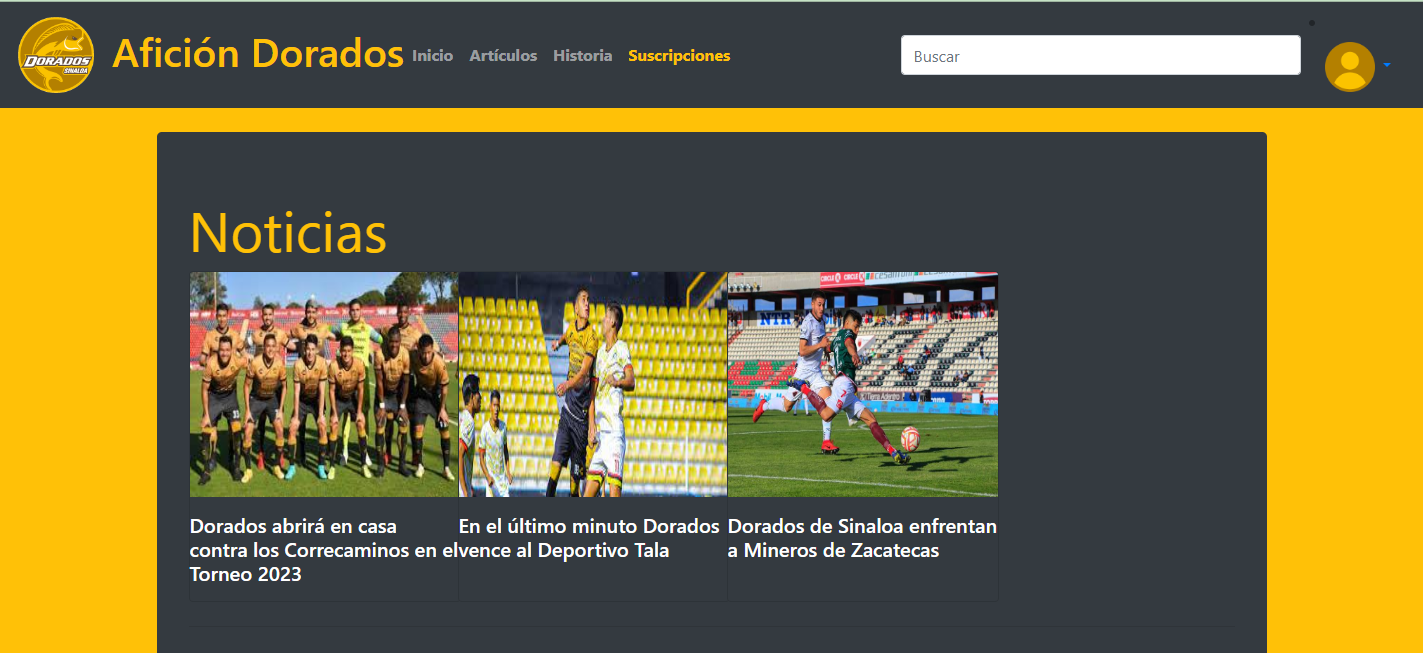 DORADOS
SINALOA
Afición Dorados
Inicio
Artículos
Historia
Suscripciones
Buscar
Noticias
NTR
Dorados abrirá en casa
contra los Correcaminos en el
Torneo 2023
En el último minuto Dorados
vence al Deportivo Tala
Dorados de Sinaloa enfrentan
a Mineros de Zacatecas